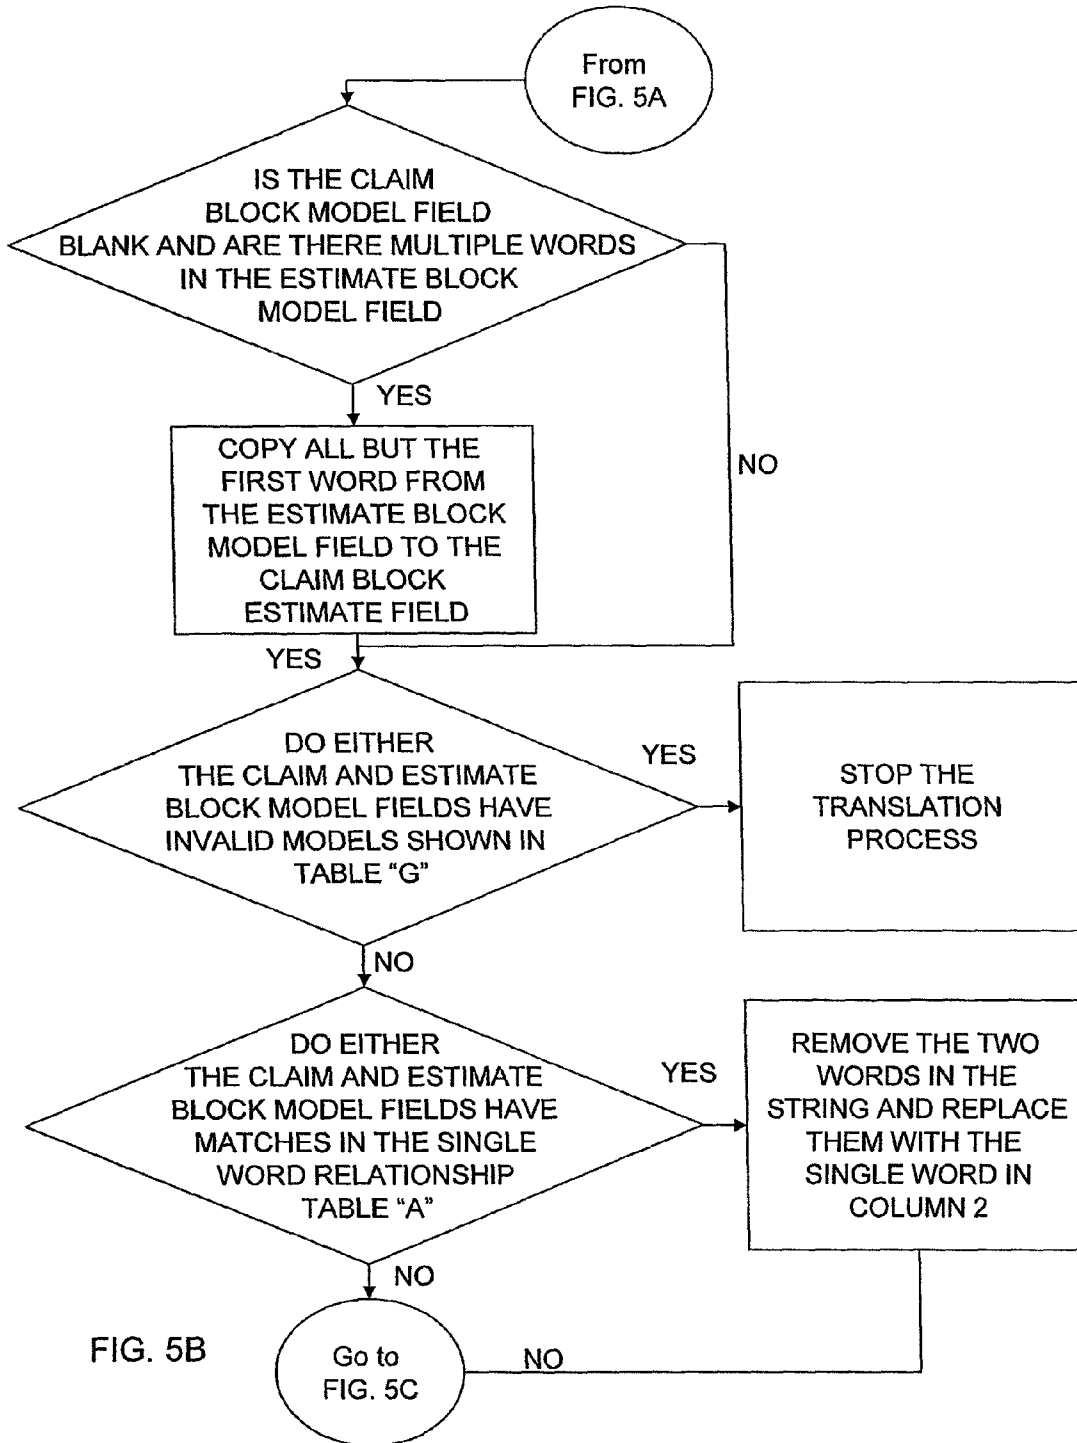 From
FIG. 5A
IS THE CLAIM
BLOCK MODEL FIELD
BLANK AND ARE THERE MULTIPLE WORDS
IN THE ESTIMATE BLOCK
MODEL FIELD
YES
NO
COPY ALL BUT THE
FIRST WORD FROM
THE ESTIMATE BLOCK
MODEL FIELD TO THE
CLAIM BLOCK
ESTIMATE FIELD
YES
DO EITHER
THE CLAIM AND ESTIMATE
BLOCK MODEL FIELDS HAVE
INVALID MODELS SHOWN IN
TABLE “G”
YES
STOP THE
TRANSLATION
PROCESS
NO
DO EITHER
THE CLAIM AND ESTIMATE
BLOCK MODEL FIELDS HAVE
MATCHES IN THE SINGLE
WORD RELATIONSHIP
TABLE “A”
YES
REMOVE THE TWO
WORDS IN THE
STRING AND REPLACE
THEM WITH THE
SINGLE WORD IN
COLUMN 2
NO
Go to
FIG. 5C
NO
FIG. 5B